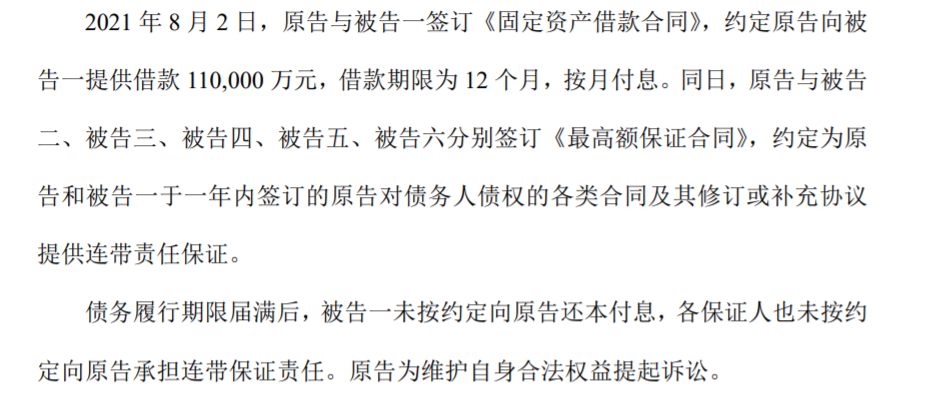 2021 年 8 月 2 日，原告与被告一签订《固定资产借款合同》，约定原告向被
告一提供借款 110,000 万元，借款期限为 12 个月，按月付息。同日，原告与被告
二、被告三、被告四、被告五、被告六分别签订《最高额保证合同》，约定为原
告和被告一于一年内签订的原告对债务人债权的各类合同及其修订或补充协议
提供连带责任保证。
债务履行期限届满后，被告一未按约定向原告还本付息，各保证人也未按约
定向原告承担连带保证责任。原告为维护自身合法权益提起诉讼。